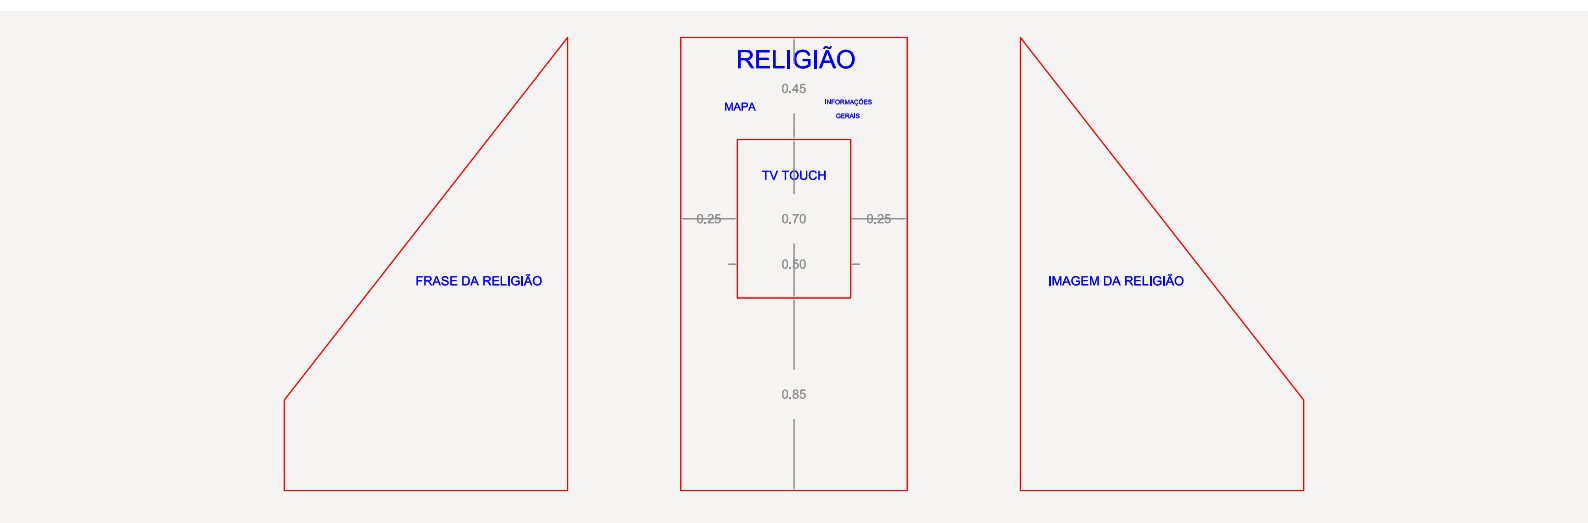 RELIGIÃO
0.45
MAPA
INFORMAÇÕES
GERAIS
TV TOUCH
0.25
0.70
0.25
0.50
FRASE DA RELIGIÃO
IMAGEM DA RELIGIÃO
0.85